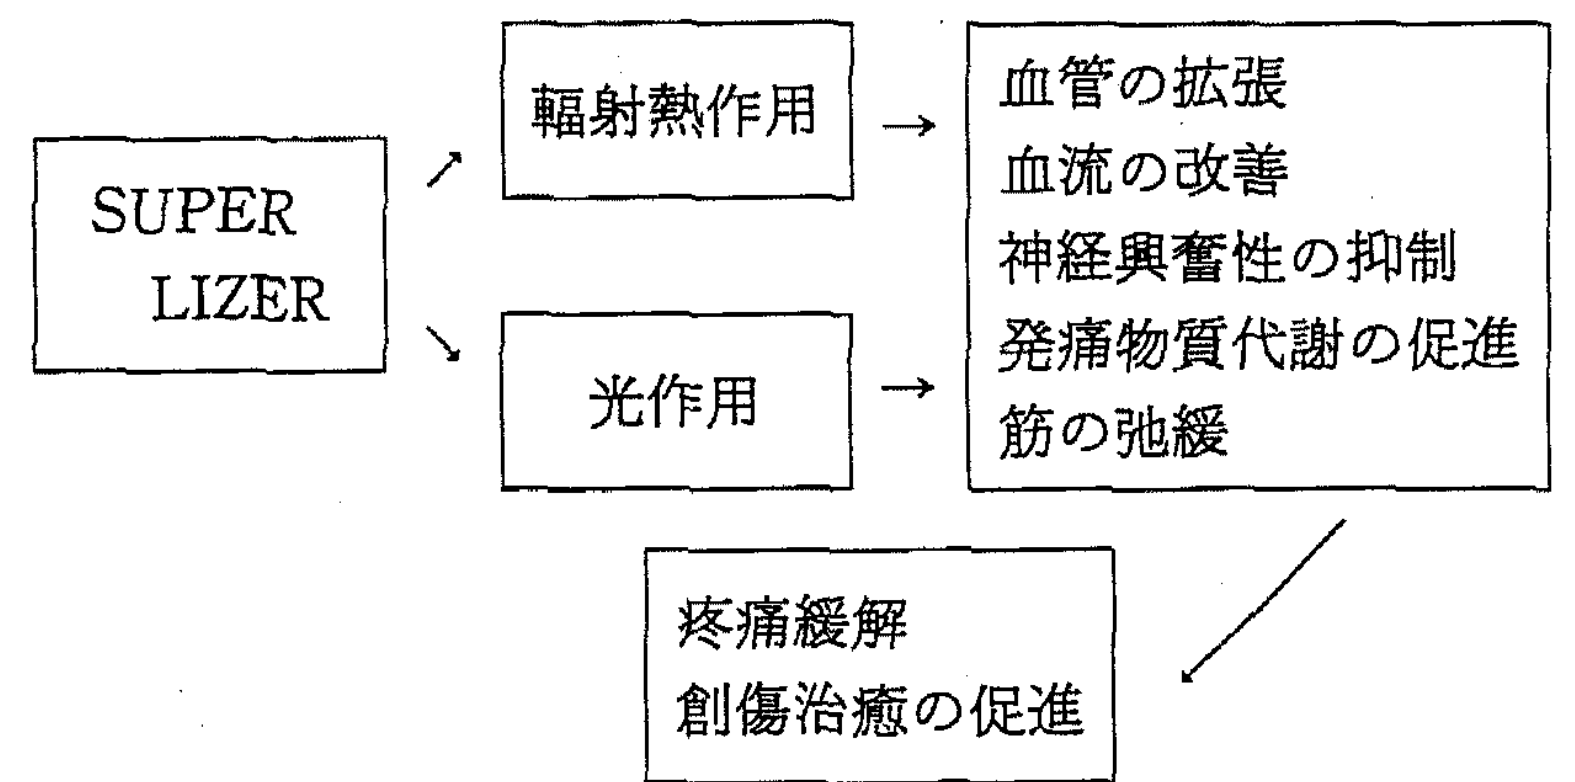 SUPER
LIZER
輻射熱作用
光作用
血管の拡張
血流の改善
神経興奮性の抑制
発痛物質代謝の促進
筋の弛緩
疼痛緩解
創傷治癒の促進